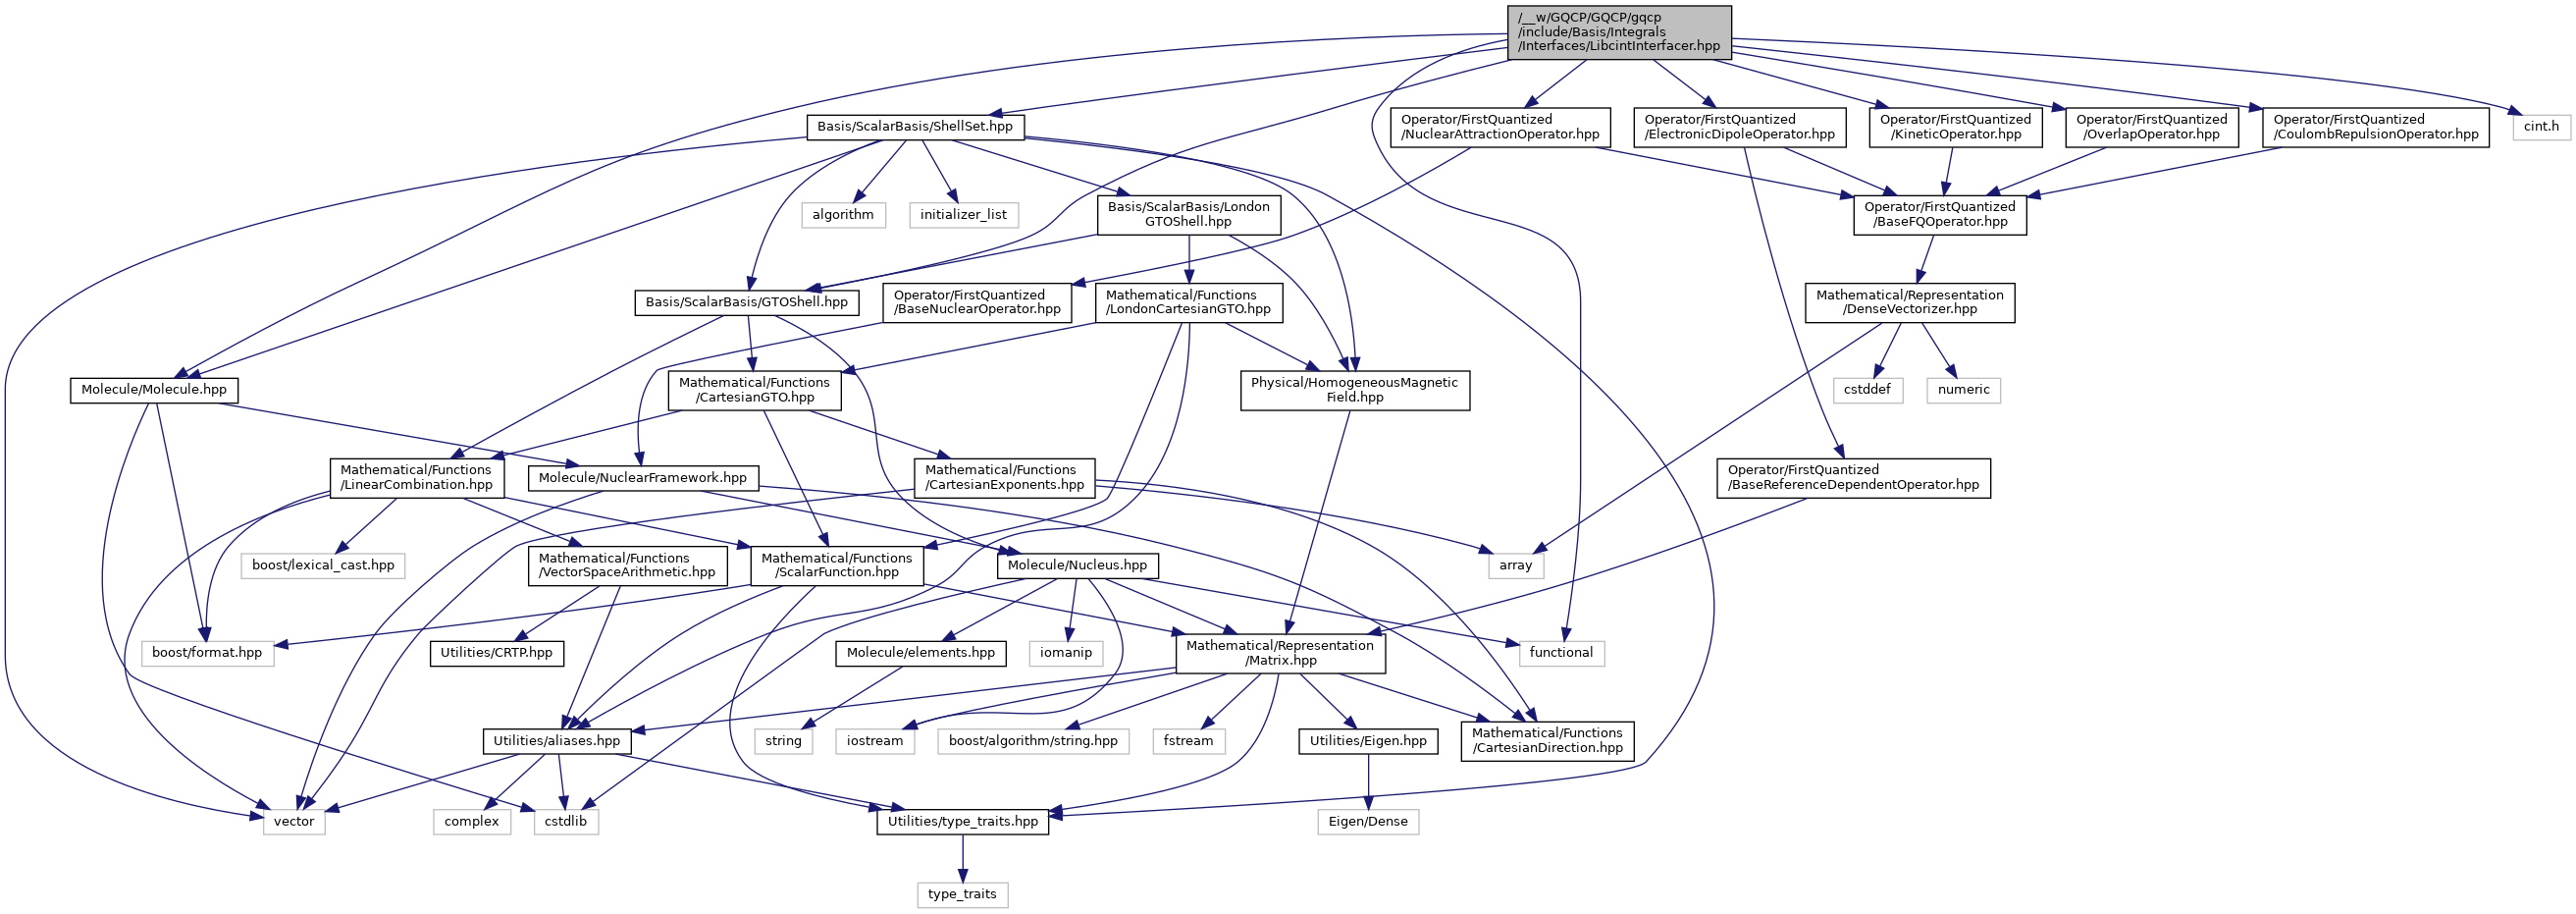 /__w/GQCP/GQCP/gqcp
/include/Basis/Integrals
/Interfaces/LibcintInterfacer.hpp
Basis/ScalarBasis/ShellSet.hpp
Operator/FirstQuantized
/NuclearAttractionOperator.hpp
Operator/FirstQuantized
/ElectronicDipoleOperator.hpp
Operator/FirstQuantized
/KineticOperator.hpp
Operator/FirstQuantized
/OverlapOperator.hpp
Operator/FirstQuantized
/CoulombRepulsionOperator.hpp
cint.h
algorithm
initializer_list
Basis/ScalarBasis/London
GTOShell.hpp
Operator/FirstQuantized
/BaseFQOperator.hpp
Basis/ScalarBasis/GTOShell.hpp
Operator/FirstQuantized
/BaseNuclearOperator.hpp
Mathematical/Functions
/LondonCartesianGTO.hpp
Mathematical/Representation
/DenseVectorizer.hpp
Molecule/Molecule.hpp
Mathematical/Functions
/CartesianGTO.hpp
Physical/HomogeneousMagnetic
Field.hpp
cstddef
numeric
Mathematical/Functions
/LinearCombination.hpp
Molecule/NuclearFramework.hpp
Mathematical/Functions
/CartesianExponents.hpp
Operator/FirstQuantized
/BaseReferenceDependentOperator.hpp
boost/lexical_cast.hpp
Mathematical/Functions
/VectorSpaceArithmetic.hpp
Mathematical/Functions
/ScalarFunction.hpp
Molecule/Nucleus.hpp
array
boost/format.hpp
Utilities/CRTP.hpp
Molecule/elements.hpp
iomanip
Mathematical/Representation
/Matrix.hpp
functional
Utilities/aliases.hpp
string
iostream
boost/algorithm/string.hpp
fstream
Utilities/Eigen.hpp
Mathematical/Functions
/CartesianDirection.hpp
vector
complex
cstdlib
Utilities/type_traits.hpp
Eigen/Dense
type_traits